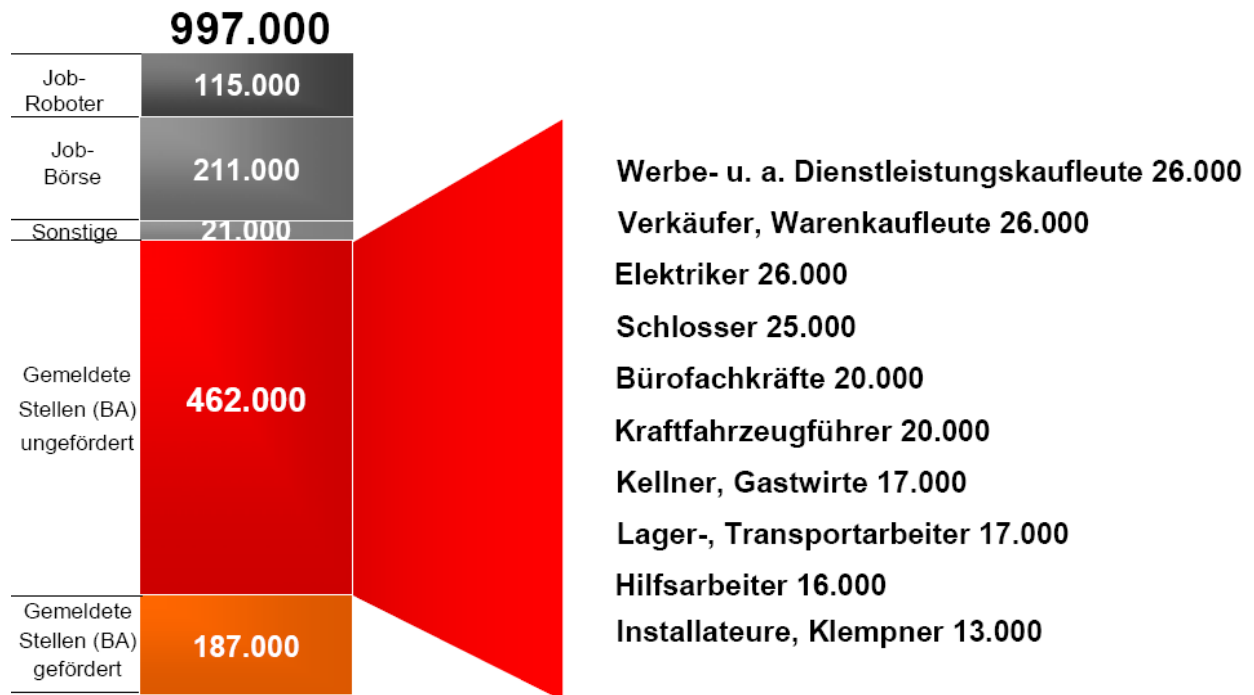 997.000
Job-
Roboter
115.000
Job-
Börse
211.000
Sonstige
21.000
Gemeldete
Stellen (BA)
ungefördert
462.000
Gemeldete
Stellen (BA)
gefördert
187.000
Werbe- u. a. Dienstleistungskaufleute 26.000
Verkäufer, Warenkaufleute 26.000
Elektriker 26.000
Schlosser 25.000
Bürofachkräfte 20.000
Kraftfahrzeugführer 20.000
Kellner, Gastwirte 17.000
Lager-, Transportarbeiter 17.000
Hilfsarbeiter 16.000
Installateure, Klempner 13.000